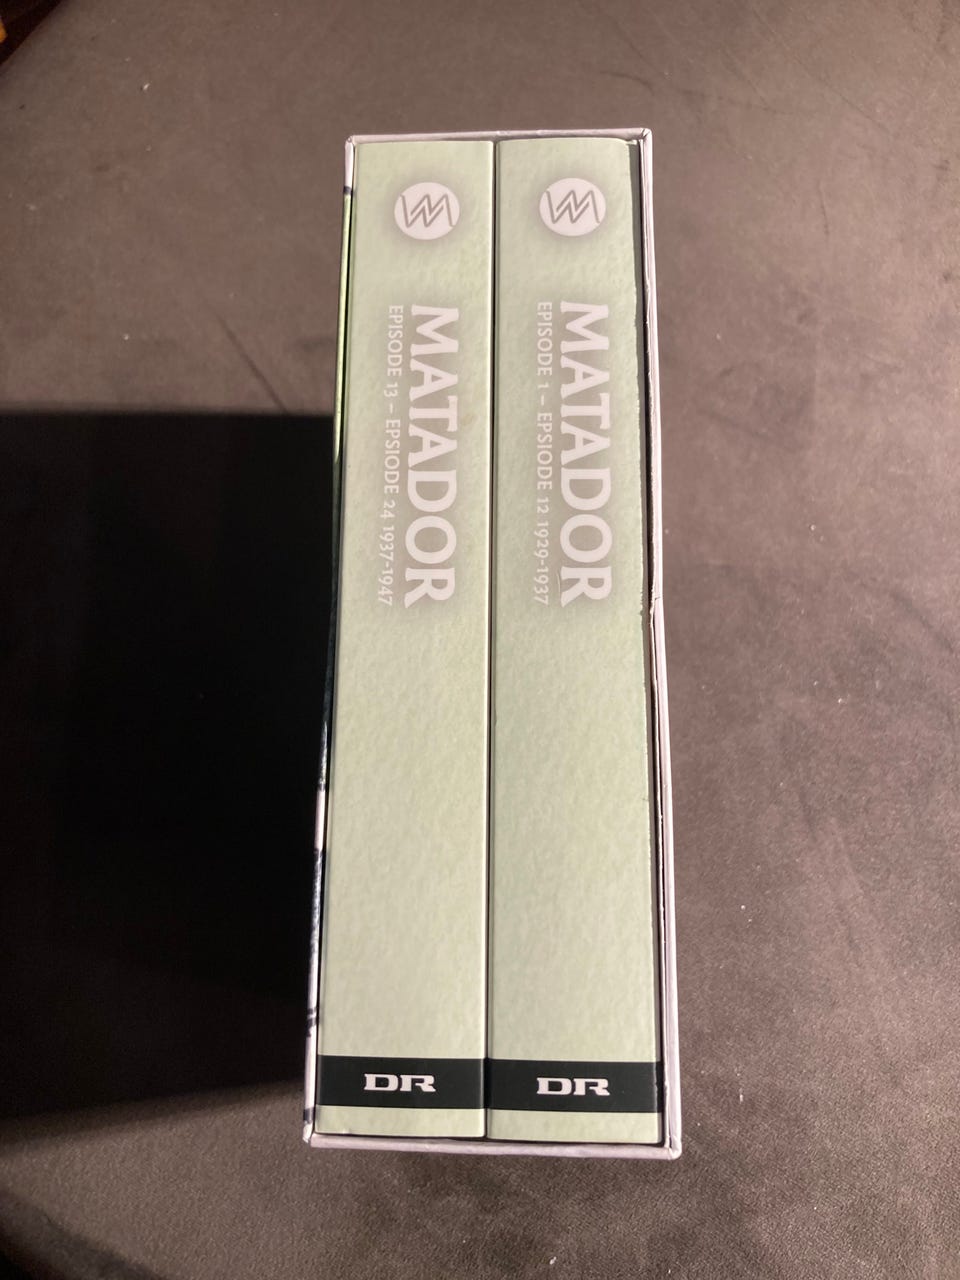 MATADOR
EPISODE 13 – EPSIODE 24 1937-1947
DR
MATADOR
EPISODE 1 – EPSIODE 12 1929-1937
DR